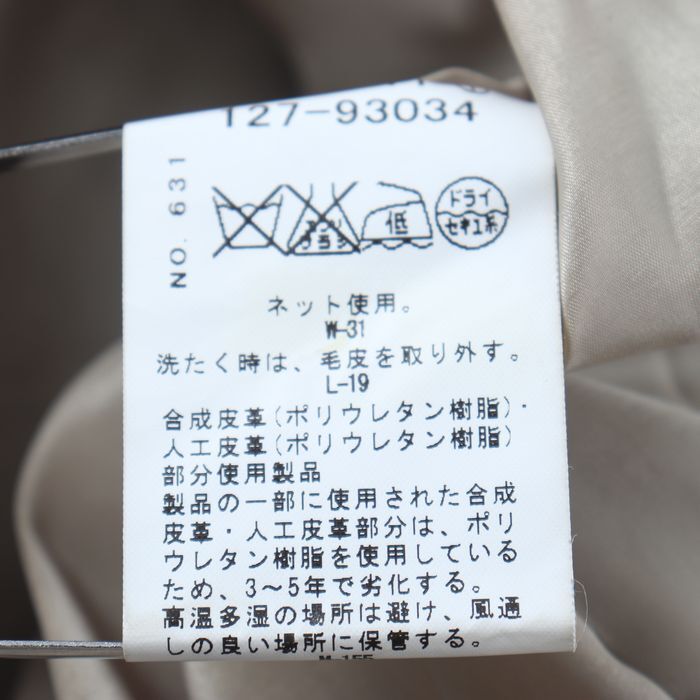 T27-93034
NO. 631
低
ドライ
セキユ系
ネット使用。
W-31
洗たく時は、毛皮を取り外す。
L-19
合成皮革(ポリウレタン樹脂)・
人工皮革(ポリウレタン樹脂)
部分使用製品
製品の一部に使用された合成
皮革・人工皮革部分は、ポリ
ウレタン樹脂を使用している
ため、3〜5年で劣化する。
高温多湿の場所は避け、風通
しの良い場所に保管する。